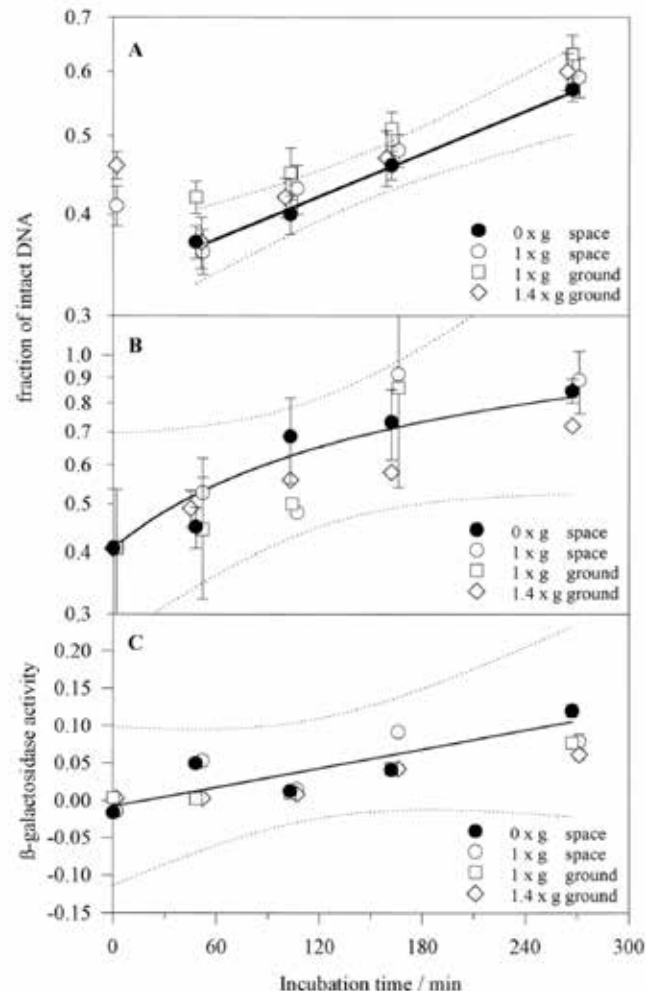 0.7
A
0.6
0.5
0.4
0.3
0 x g space
1 x g space
1 x g ground
1.4 x g ground
fraction of intact DNA
B
1.0
0.9
0.8
0.7
0.6
0.5
0.4
0.3
0 x g space
1 x g space
1 x g ground
1.4 x g ground
C
0.20
0.15
0.10
0.05
0.00
-0.05
-0.10
-0.15
ß-galactosidase activity
0 x g space
1 x g space
1 x g ground
1.4 x g ground
0 60 120 180 240 300
Incubation time / min